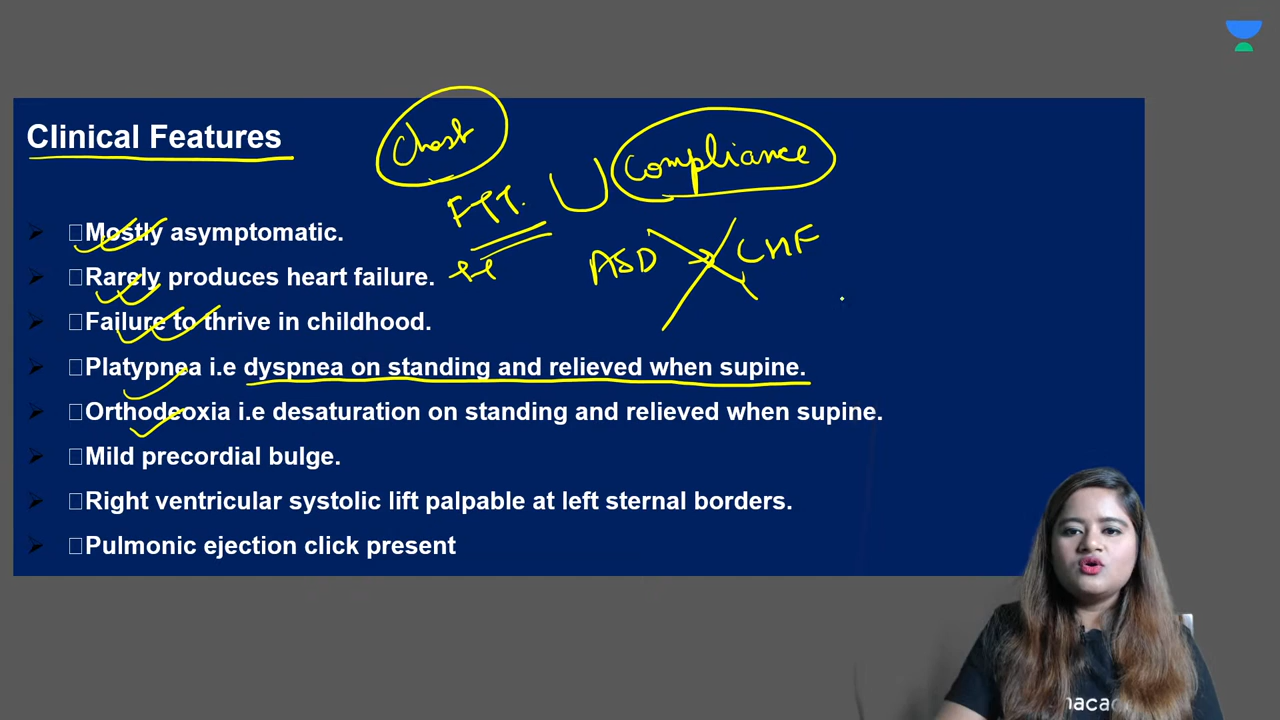 Clinical Features
Chest
Compliance
FTT.
ASD → CHF
Mostly asymptomatic.
Rarely produces heart failure.
Failure to thrive in childhood.
Platypnea i.e dyspnea on standing and relieved when supine.
Orthodeoxia i.e desaturation on standing and relieved when supine.
Mild precordial bulge.
Right ventricular systolic lift palpable at left sternal borders.
Pulmonic ejection click present